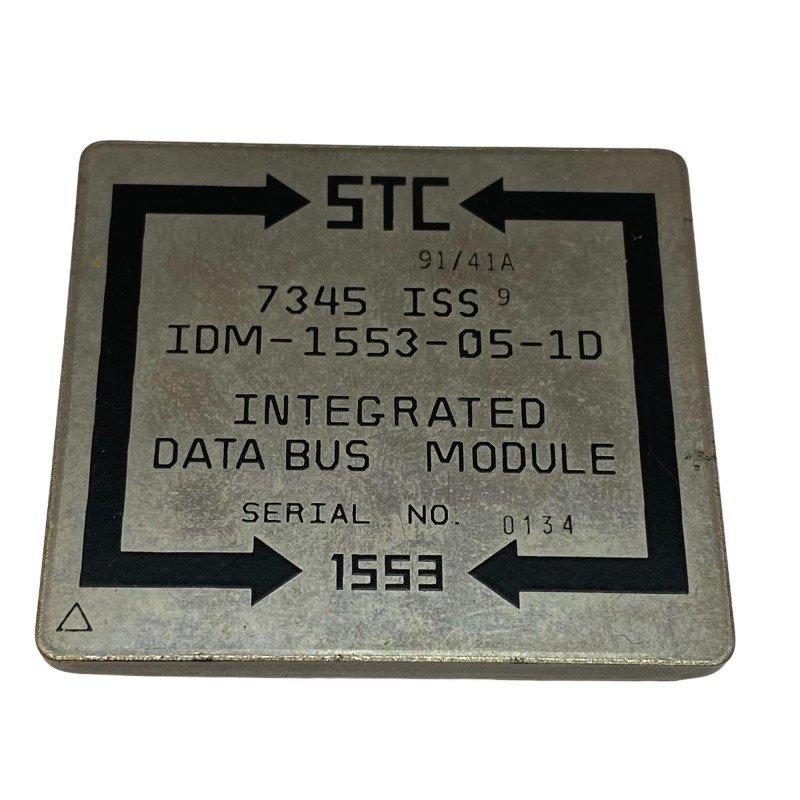 STC
91/41A
7345 ISS 9
IDM-1553-05-1D
INTEGRATED
DATA BUS MODULE
SERIAL NO. 0134
1553